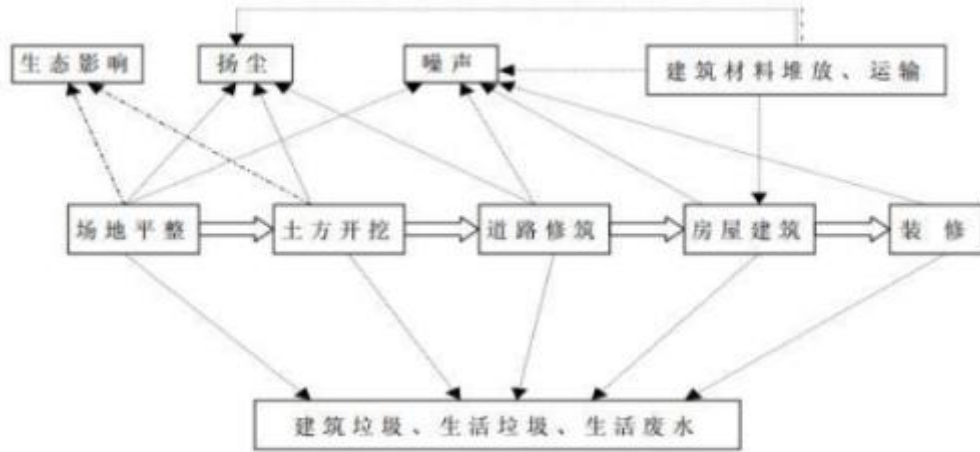 生态影响
扬尘
噪声
建筑材料堆放、运输
场地平整
土方开挖
道路修筑
房屋建筑
装修
建筑垃圾、生活垃圾、生活废水